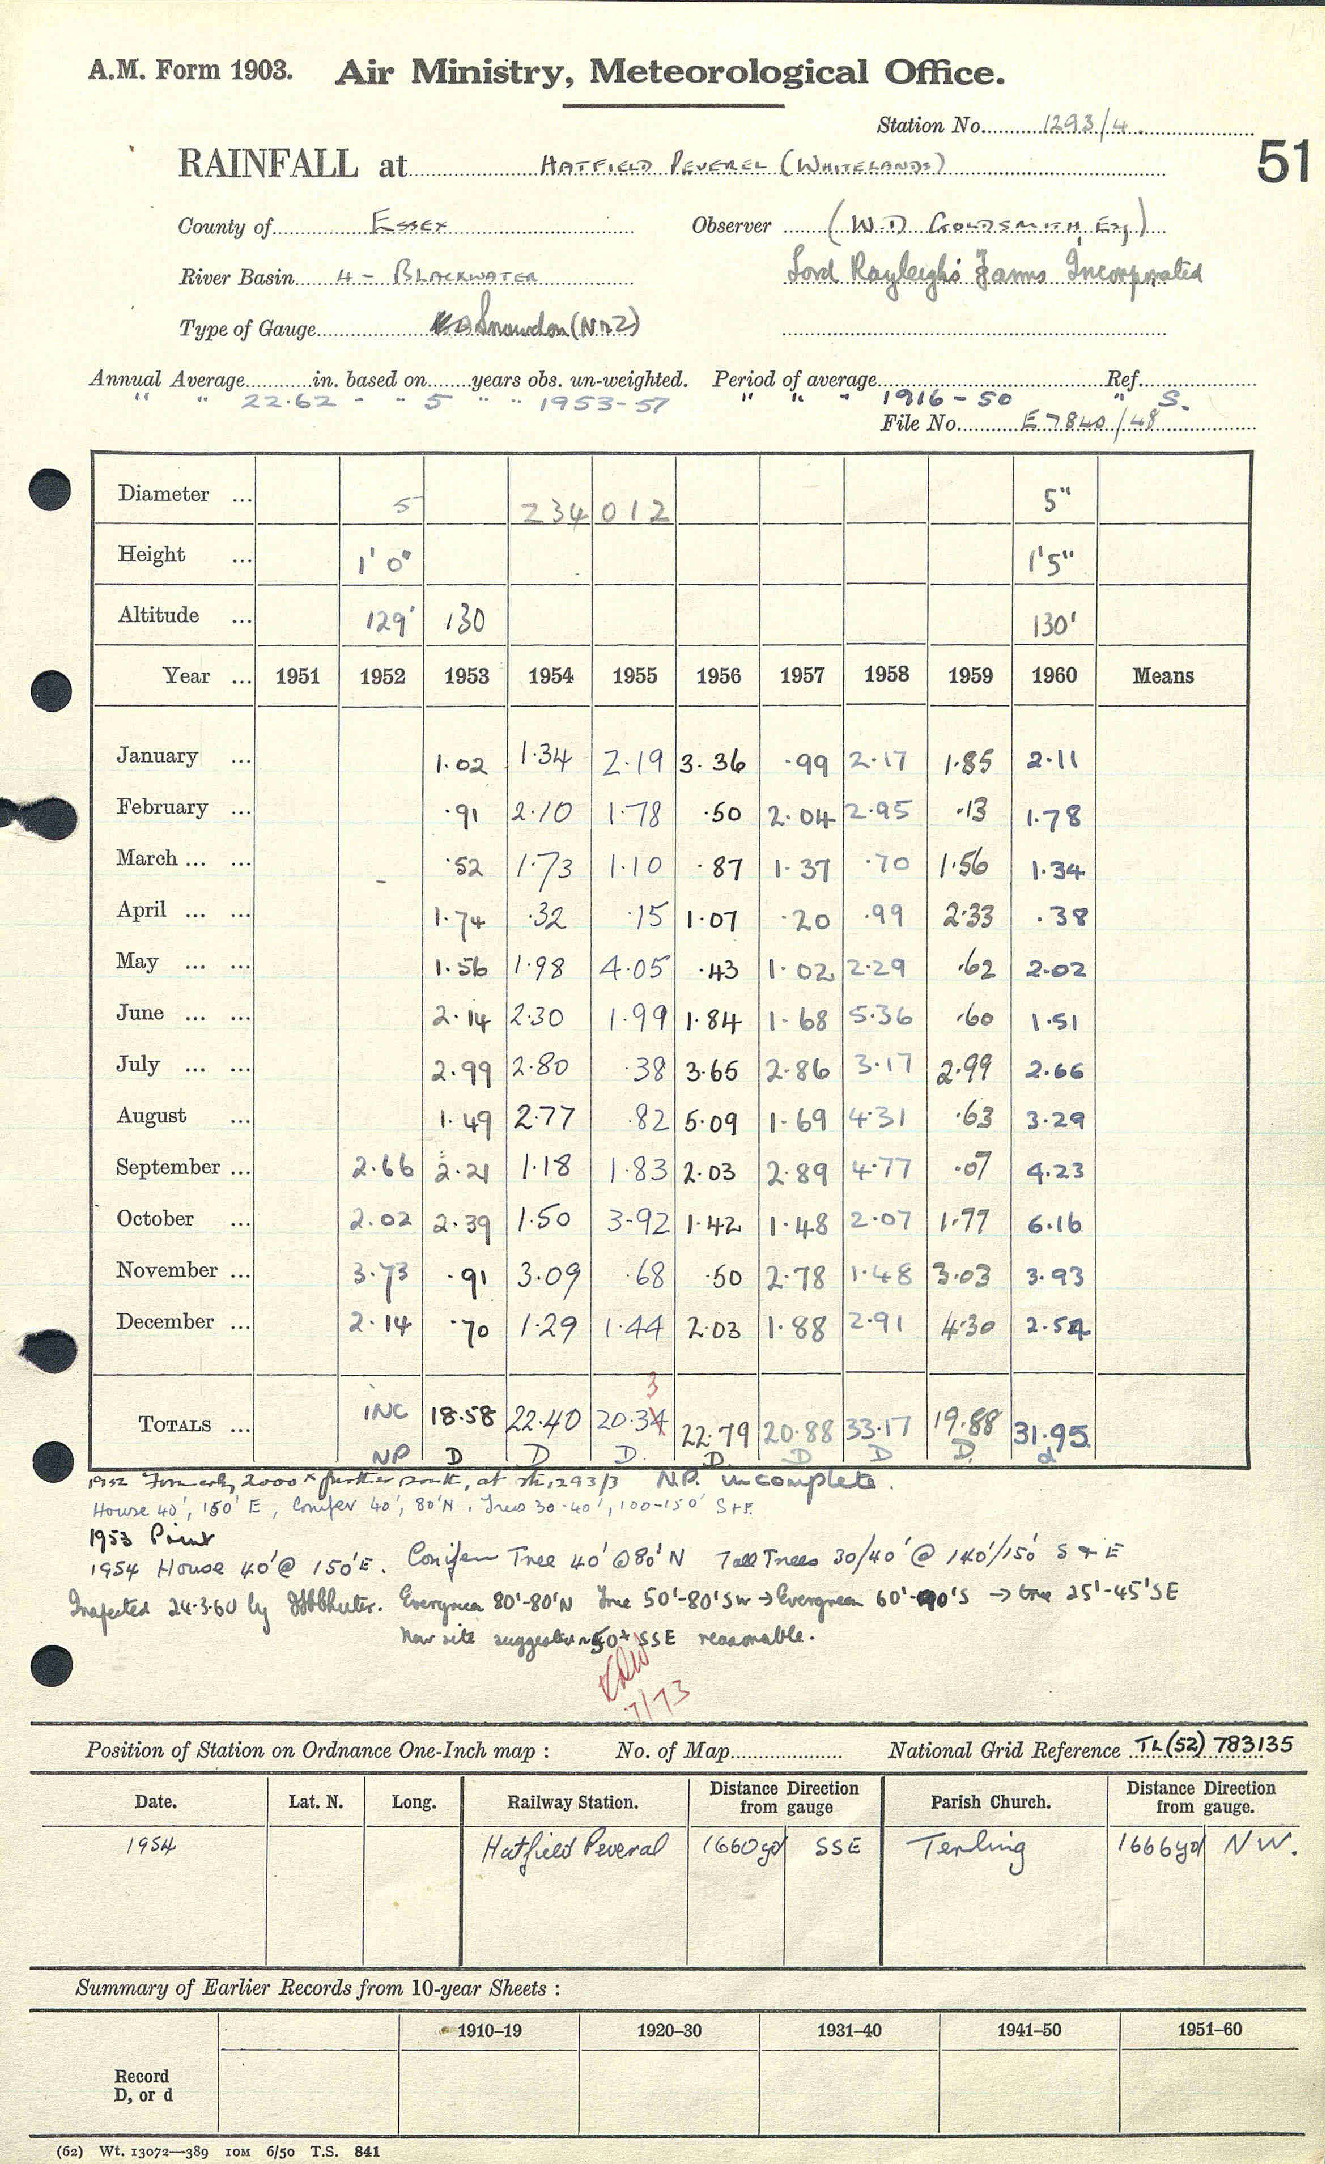 A.M. Form 1903. Air Ministry, Meteorological Office.
Station No. 1293/4.
51
RAINFALL at HATFIELD PEVEREL (WHITELANDS)
County of ESSEX Observer (W.D GOLDSMITH, Esq)
River Basin 4 - BLACKWATER Lord Rayleigh's Farms Incorporated
Type of Gauge Snowdon (No2)
Annual Average in. based on years obs. un-weighted. Period of average Ref.
" " 22.62 - - 5 " " 1953-57 " " " 1916-50 " S.
File No. E7840/48
Diameter ... 5 234 012 5"
Height ... 1' 0" 1'5"
Altitude ... 129' 130 130'
Year ... 1951 1952 1953 1954 1955 1956 1957 1958 1959 1960 Means
January ... 1.02 1.34 2.19 3.36 .99 2.17 1.85 2.11
February ... .91 2.10 1.78 .50 2.04 2.95 .13 1.78
March ... ... - .52 1.73 1.10 .87 1.37 .70 1.56 1.34
April ... ... 1.74 .32 .15 1.07 .20 .99 2.33 .38
May ... ... 1.56 1.98 4.05 .43 1.02 2.29 .62 2.02
June ... ... 2.14 2.30 1.99 1.84 1.68 5.36 .60 1.51
July ... ... 2.99 2.80 .38 3.65 2.86 3.17 2.99 2.66
August ... 1.49 2.77 .82 5.09 1.69 4.31 .63 3.29
September ... 2.66 2.21 1.18 1.83 2.03 2.89 4.77 .07 4.23
October ... 2.02 2.39 1.50 3.92 1.42 1.48 2.07 1.77 6.16
November ... 3.73 .91 3.09 .68 .50 2.78 1.48 3.03 3.93
December ... 2.14 .70 1.29 1.44 2.03 1.88 2.91 4.30 2.54
3
TOTALS ... INC 18.58 22.40 20.34 22.79 20.88 33.17 19.88 31.95
NP D D D. D. D D D. d
1952 Formerly 2000x further south, at stn, 1293/3 N.P. incomplete.
House 40', 150' E, Conifer 40', 80'N, Trees 30-40', 100-150' S+E
1953 Print
1954 House 40'@ 150'E. Conifer Tree 40'@80'N Tall Trees 30/40'@ 140'/150' S & E
Inspected 24.3.60 by Evergreen 80'-80'N Tree 50'-80'SW → Evergreen 60'-90'S → tree 25'-45'SE
New site suggested 50x SSE reasonable.
7/73
Position of Station on Ordnance One-Inch map : No. of Map National Grid Reference TL(52) 783135
Date. Lat. N. Long. Railway Station. Distance Direction from gauge Parish Church. Distance Direction from gauge.
1954 Hatfield Peveral 1660yd SSE Terling 1666yd NW.
Summary of Earlier Records from 10-year Sheets :
1910–19 1920–30 1931–40 1941–50 1951–60
Record
D, or d
(62) Wt. 13072—389 10M 6/50 T.S. 841